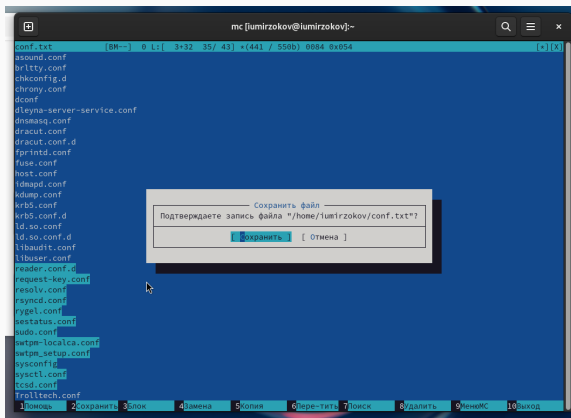 mc [iumirzokov@iumirzokov]:~
conf.txt [BM--] 0 L:[ 3+32 35/ 43] *(441 / 550b) 0084 0x054 [*][X]
asound.conf
brltty.conf
chkconfig.d
chrony.conf
dconf
dleyna-server-service.conf
dnsmasq.conf
dracut.conf
dracut.conf.d
fprintd.conf
fuse.conf
host.conf
idmapd.conf
kdump.conf
krb5.conf
krb5.conf.d
ld.so.conf
ld.so.conf.d
libaudit.conf
libuser.conf
reader.conf.d
request-key.conf
resolv.conf
rsyncd.conf
rygel.conf
sestatus.conf
sudo.conf
swtpm-localca.conf
swtpm_setup.conf
sysconfig
sysctl.conf
tcsd.conf
Trolltech.conf
Сохранить файл
Подтверждаете запись файла "/home/iumirzokov/conf.txt"?
[ Сохранить ] [ Отмена ]
1Помощь 2Сохранить 3Блок 4Замена 5Копия 6Пере~тить 7Поиск 8Удалить 9МенюMC 10Выход